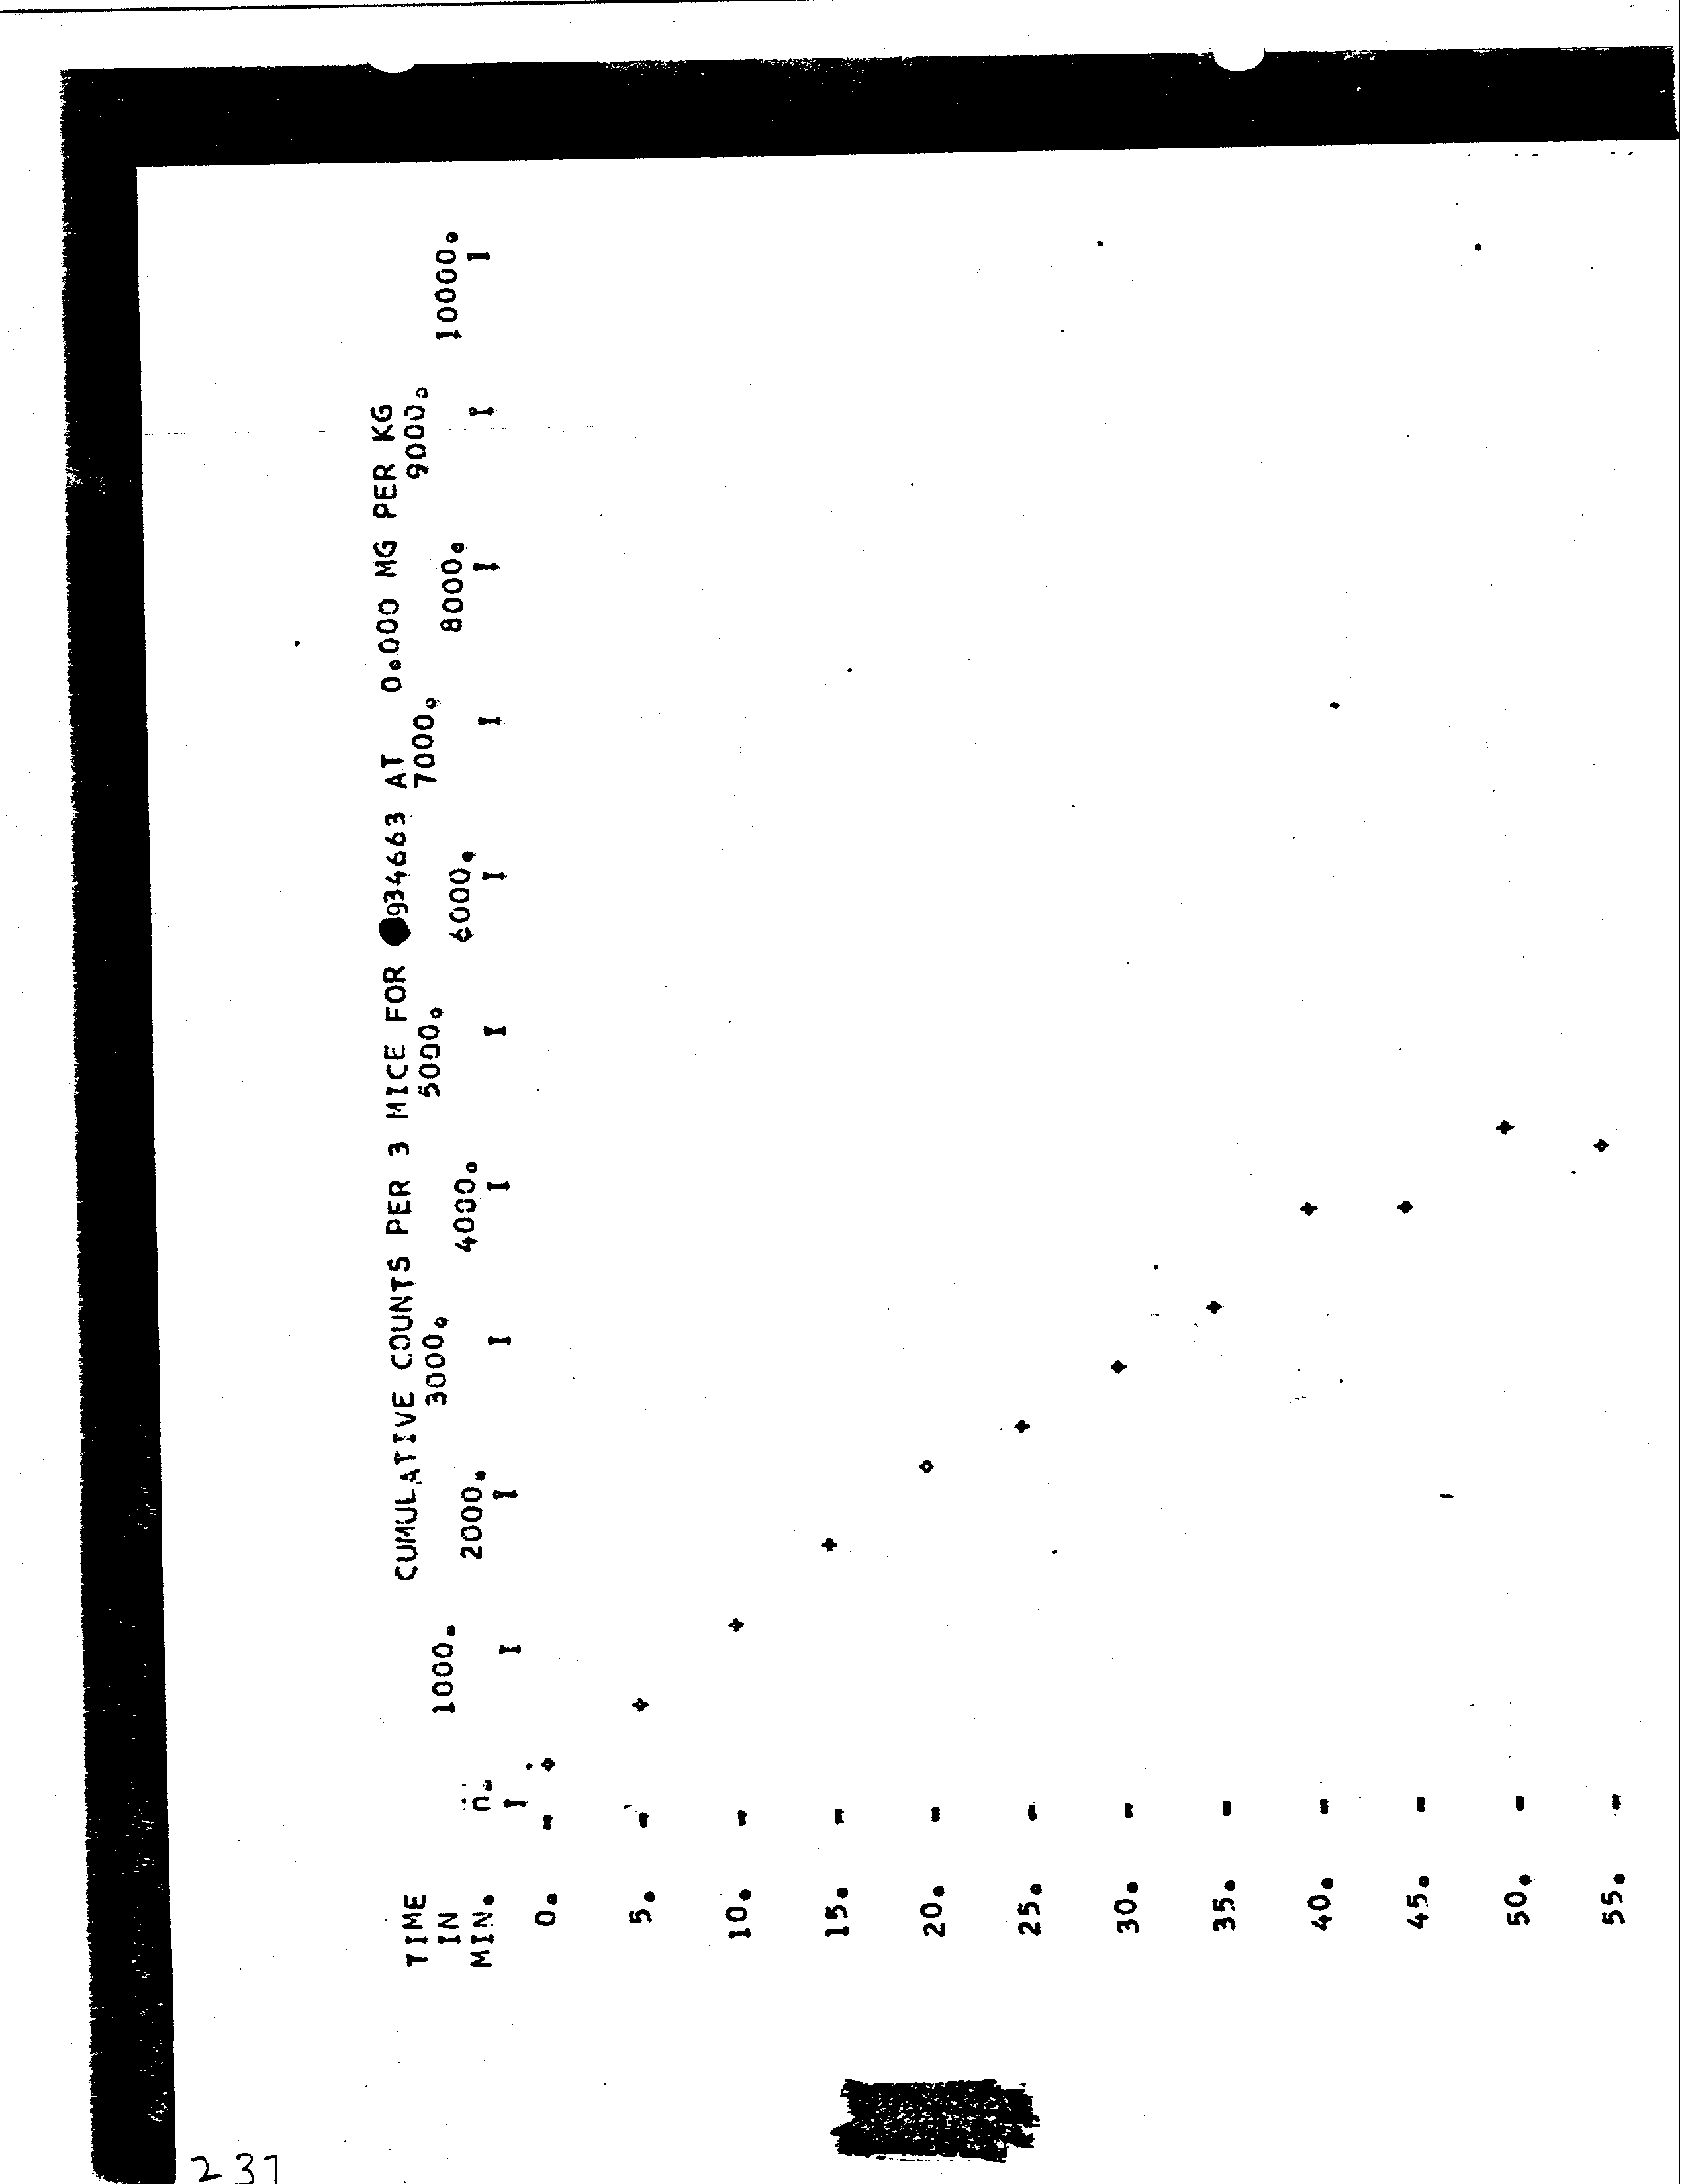 CUMULATIVE COUNTS PER 3 MICE FOR 934663 AT 0.000 MG PER KG
TIME 3000. 5000. 7000. 9000.
IN 1000. 2000. 4000. 6000. 8000. 10000.
MIN. 0. I I I I I I I I I I I
0. - +
5. - +
10. - +
15. - +
20. - +
25. - +
30. - +
35. - +
40. - +
45. - +
50. - +
55. - +
237